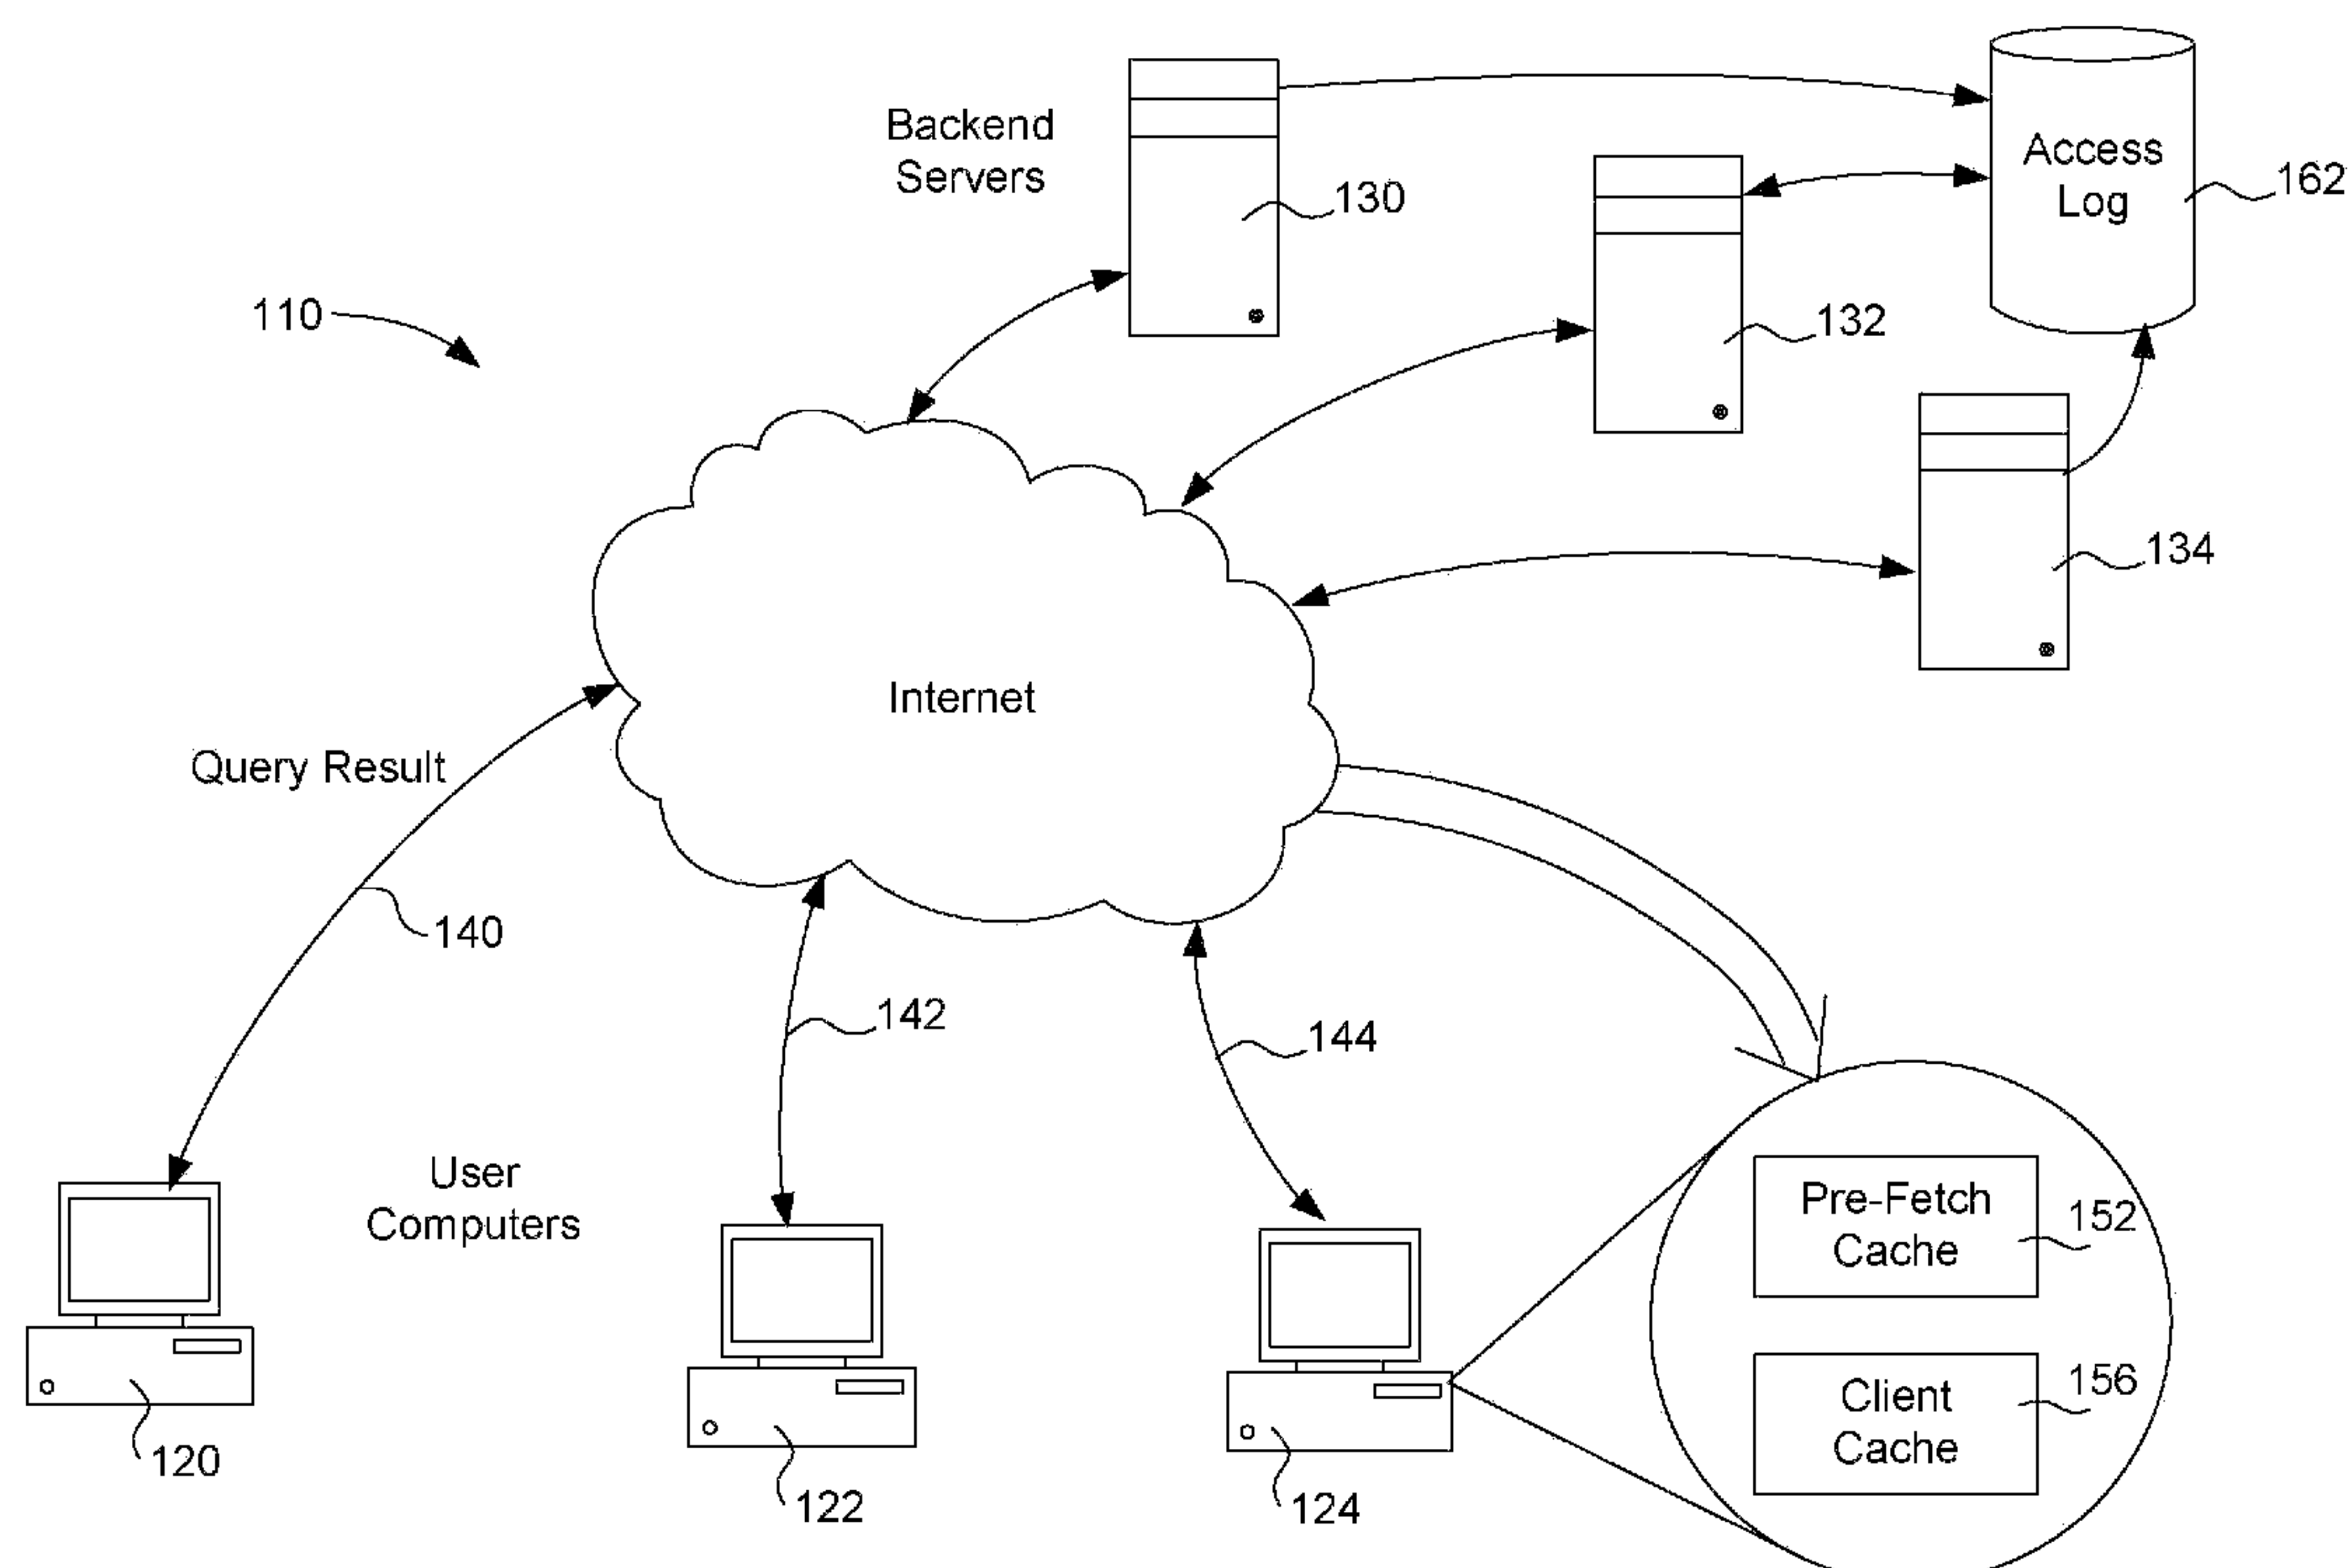 Backend
Servers
130
Access
Log
162
110
132
134
Internet
Query Result
140
142
144
User
Computers
Pre-Fetch
Cache
152
Client
Cache
156
120
122
124